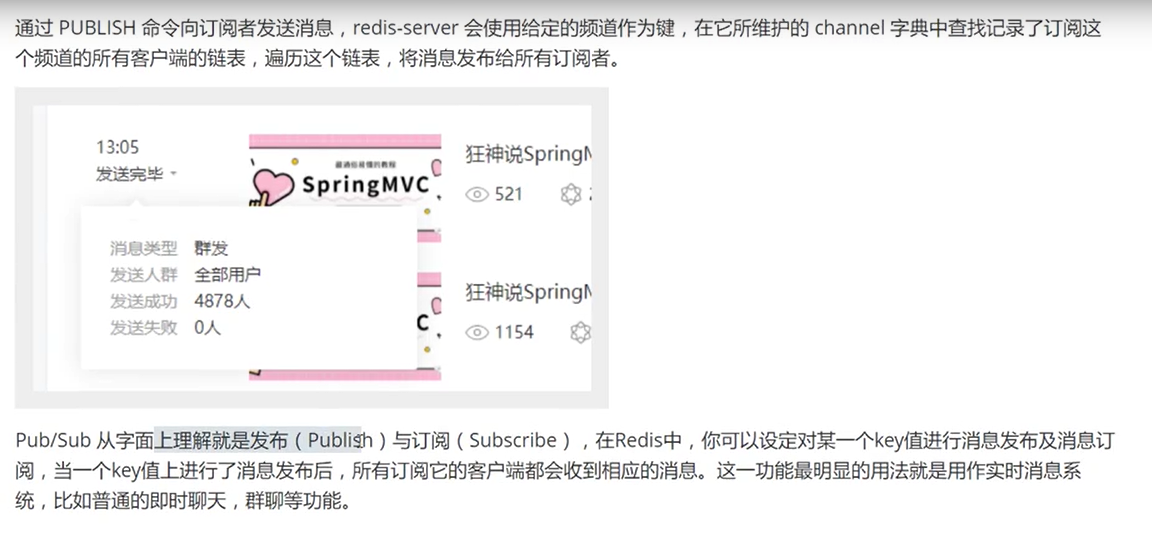 通过 PUBLISH 命令向订阅者发送消息，redis-server 会使用给定的频道作为键，在它所维护的 channel 字典中查找记录了订阅这
个频道的所有客户端的链表，遍历这个链表，将消息发布给所有订阅者。
13:05
发送完毕
最通俗易懂的教程
SpringMVC
狂神说Spring
521
消息类型 群发
发送人群 全部用户
发送成功 4878人
发送失败 0人
C
狂神说Spring
1154
Pub/Sub 从字面上理解就是发布（Publish）与订阅（Subscribe），在Redis中，你可以设定对某一个key值进行消息发布及消息订
阅，当一个key值上进行了消息发布后，所有订阅它的客户端都会收到相应的消息。这一功能最明显的用法就是用作实时消息系
统，比如普通的即时聊天，群聊等功能。